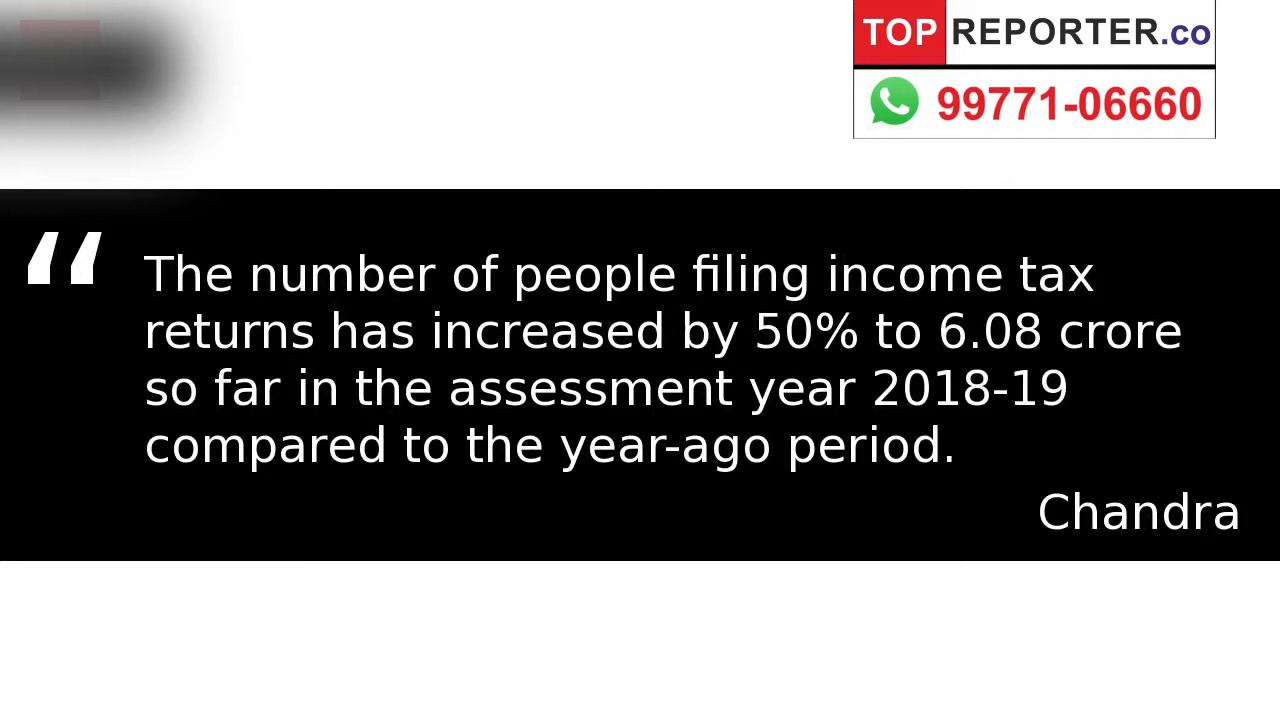 TOP REPORTER.co
99771-06660
“ The number of people filing income tax
returns has increased by 50% to 6.08 crore
so far in the assessment year 2018-19
compared to the year-ago period.
Chandra